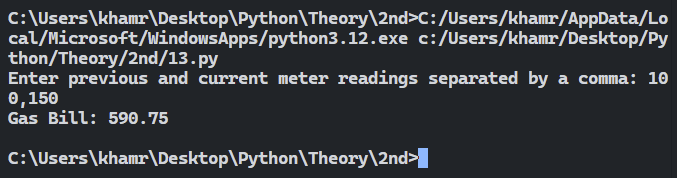 C:\Users\khamr\Desktop\Python\Theory\2nd>C:/Users/khamr/AppData/Lo
cal/Microsoft/WindowsApps/python3.12.exe c:/Users/khamr/Desktop/Py
thon/Theory/2nd/13.py
Enter previous and current meter readings separated by a comma: 10
0,150
Gas Bill: 590.75
C:\Users\khamr\Desktop\Python\Theory\2nd>